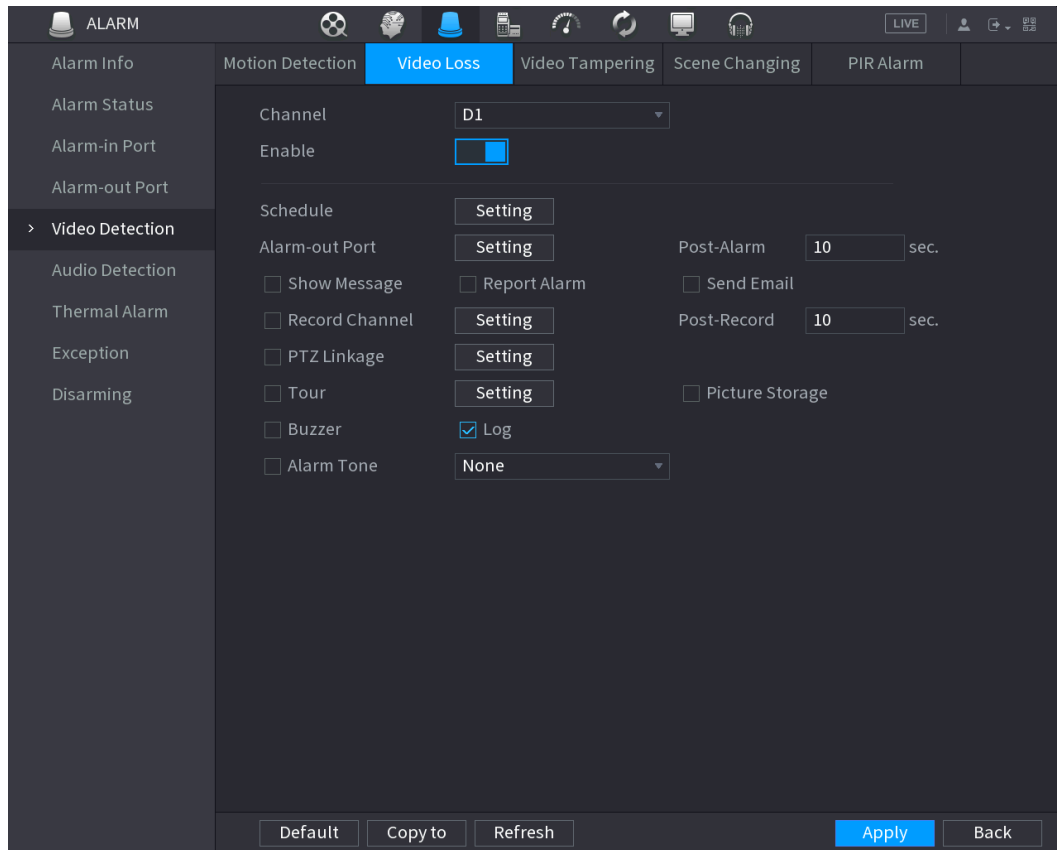 ALARM
LIVE
Alarm Info
Alarm Status
Alarm-in Port
Alarm-out Port
> Video Detection
Audio Detection
Thermal Alarm
Exception
Disarming
Motion Detection Video Loss Video Tampering Scene Changing PIR Alarm
Channel D1
Enable
Schedule Setting
Alarm-out Port Setting Post-Alarm 10 sec.
Show Message Report Alarm Send Email
Record Channel Setting Post-Record 10 sec.
PTZ Linkage Setting
Tour Setting Picture Storage
Buzzer Log
Alarm Tone None
Default Copy to Refresh Apply Back